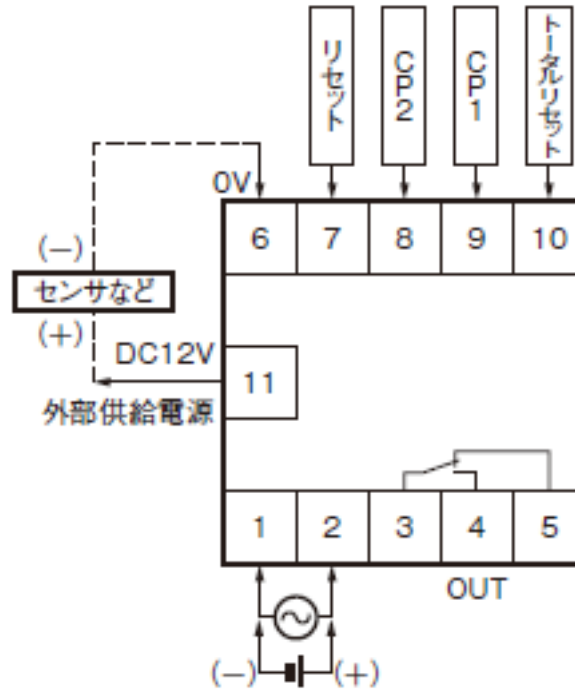 リセット
CP2
CP1
トータルリセット
0V
6 7 8 9 10
(－)
センサなど
(＋)
DC12V
11
外部供給電源
1 2 3 4 5
OUT
(－) (＋)